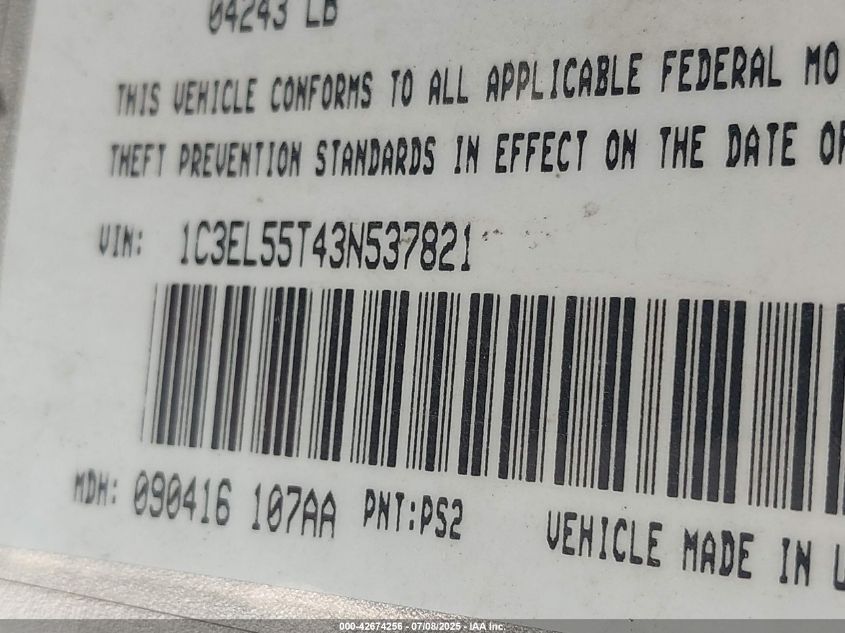 04243 LB
THIS VEHICLE CONFORMS TO ALL APPLICABLE FEDERAL MO
THEFT PREVENTION STANDARDS IN EFFECT ON THE DATE OF
VIN: 1C3EL55T43N537821
MDH: 090416 107AA PNT:PS2
VEHICLE MADE IN U
000-42674256 - 07/08/2025 - IAA Inc.